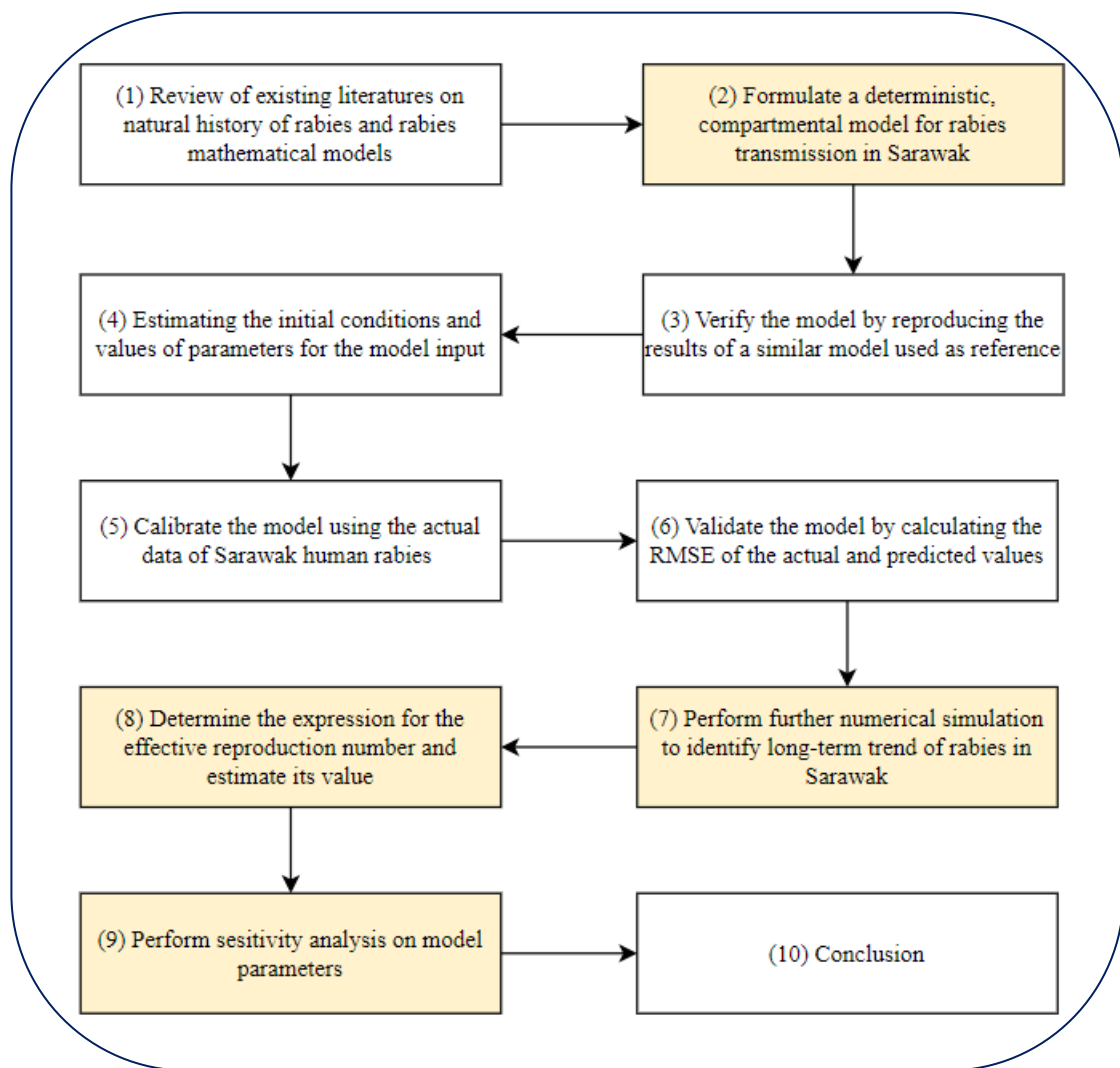 (1) Review of existing literatures on
natural history of rabies and rabies
mathematical models
(2) Formulate a deterministic,
compartmental model for rabies
transmission in Sarawak
(3) Verify the model by reproducing the
results of a similar model used as reference
(4) Estimating the initial conditions and
values of parameters for the model input
(5) Calibrate the model using the actual
data of Sarawak human rabies
(6) Validate the model by calculating the
RMSE of the actual and predicted values
(7) Perform further numerical simulation
to identify long-term trend of rabies in
Sarawak
(8) Determine the expression for the
effective reproduction number and
estimate its value
(9) Perform sesitivity analysis on model
parameters
(10) Conclusion